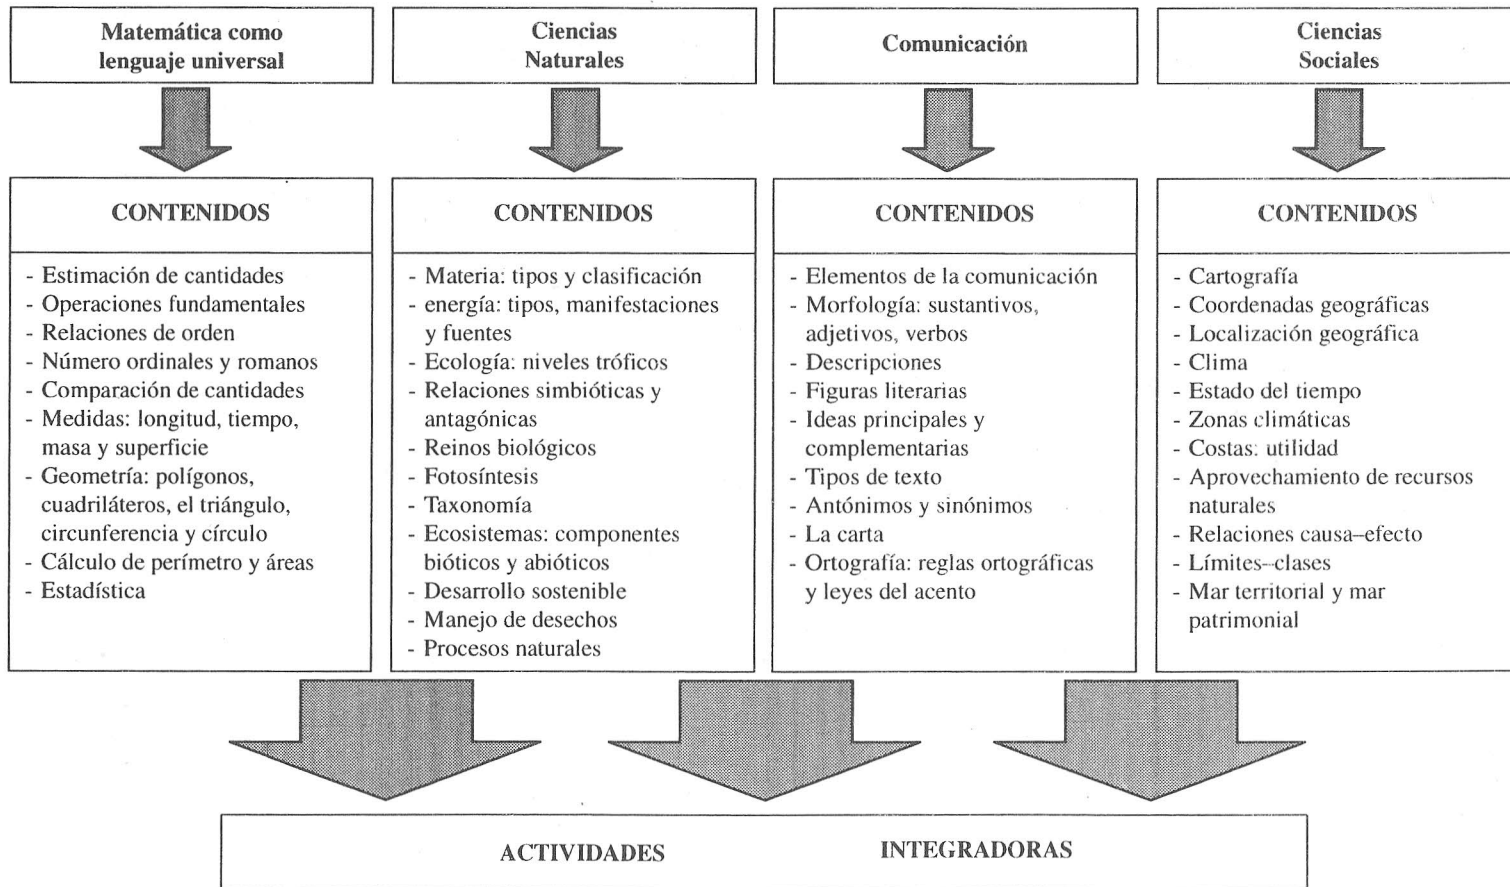 Matemática como
lenguaje universal
Ciencias
Naturales
Comunicación
Ciencias
Sociales
CONTENIDOS
- Estimación de cantidades
- Operaciones fundamentales
- Relaciones de orden
- Número ordinales y romanos
- Comparación de cantidades
- Medidas: longitud, tiempo,
masa y superficie
- Geometría: polígonos,
cuadriláteros, el triángulo,
circunferencia y círculo
- Cálculo de perímetro y áreas
- Estadística
CONTENIDOS
- Materia: tipos y clasificación
- energía: tipos, manifestaciones
y fuentes
- Ecología: niveles tróficos
- Relaciones simbióticas y
antagónicas
- Reinos biológicos
- Fotosíntesis
- Taxonomía
- Ecosistemas: componentes
bióticos y abióticos
- Desarrollo sostenible
- Manejo de desechos
- Procesos naturales
CONTENIDOS
- Elementos de la comunicación
- Morfología: sustantivos,
adjetivos, verbos
- Descripciones
- Figuras literarias
- Ideas principales y
complementarias
- Tipos de texto
- Antónimos y sinónimos
- La carta
- Ortografía: reglas ortográficas
y leyes del acento
CONTENIDOS
- Cartografía
- Coordenadas geográficas
- Localización geográfica
- Clima
- Estado del tiempo
- Zonas climáticas
- Costas: utilidad
- Aprovechamiento de recursos
naturales
- Relaciones causa–efecto
- Límites–clases
- Mar territorial y mar
patrimonial
ACTIVIDADES INTEGRADORAS